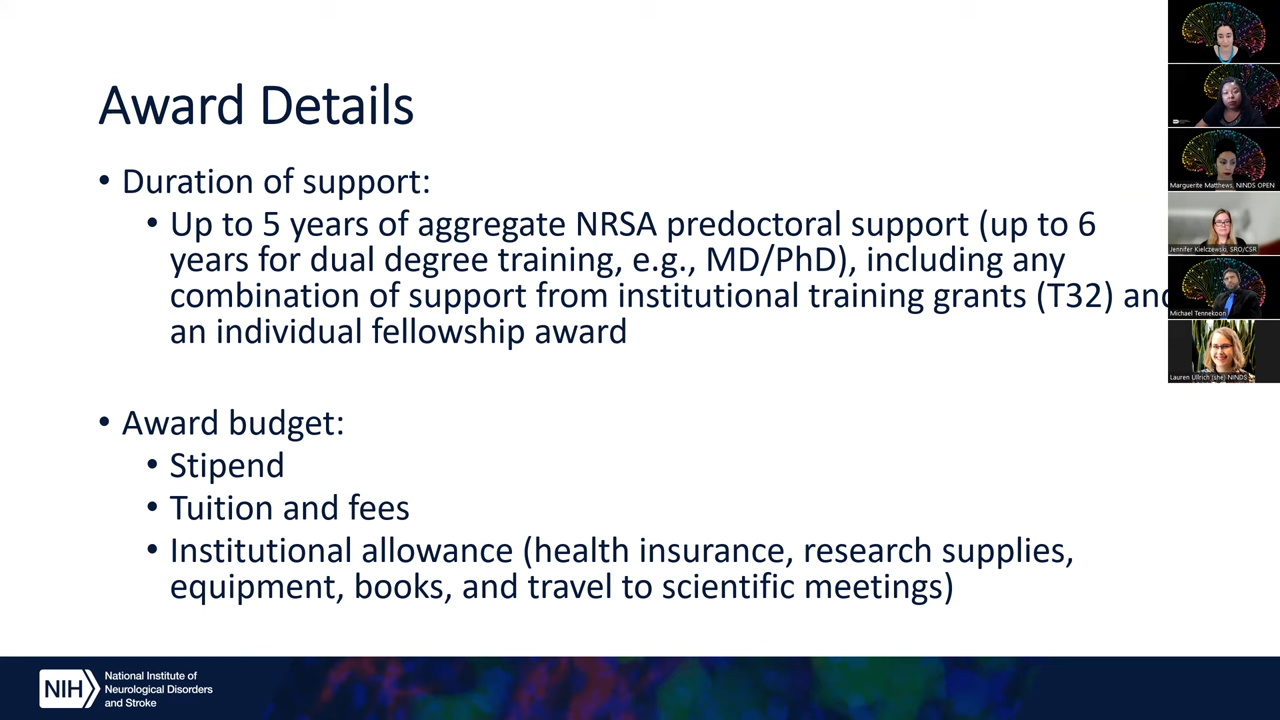 Award Details
• Duration of support:
• Up to 5 years of aggregate NRSA predoctoral support (up to 6
years for dual degree training, e.g., MD/PhD), including any
combination of support from institutional training grants (T32) and
an individual fellowship award
• Award budget:
• Stipend
• Tuition and fees
• Institutional allowance (health insurance, research supplies,
equipment, books, and travel to scientific meetings)
NIH
National Institute of
Neurological Disorders
and Stroke
Marguerite Matthews, NINDS OPEN
Jennifer Kielczewski, SRO/CSR
Michael Tennekoon
Lauren Ullrich (she) NINDS